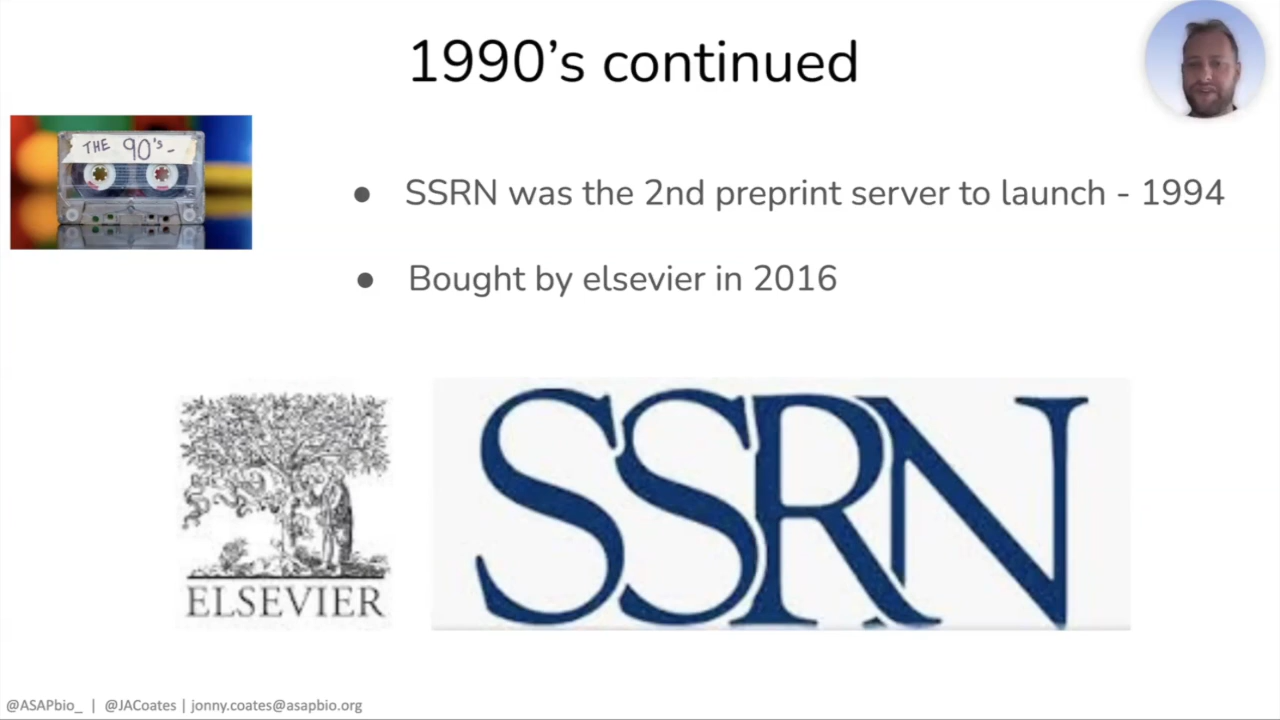 1990’s continued
THE 90's -
● SSRN was the 2nd preprint server to launch - 1994
● Bought by elsevier in 2016
ELSEVIER
SSRN
@ASAPbio_ | @JACoates | jonny.coates@asapbio.org